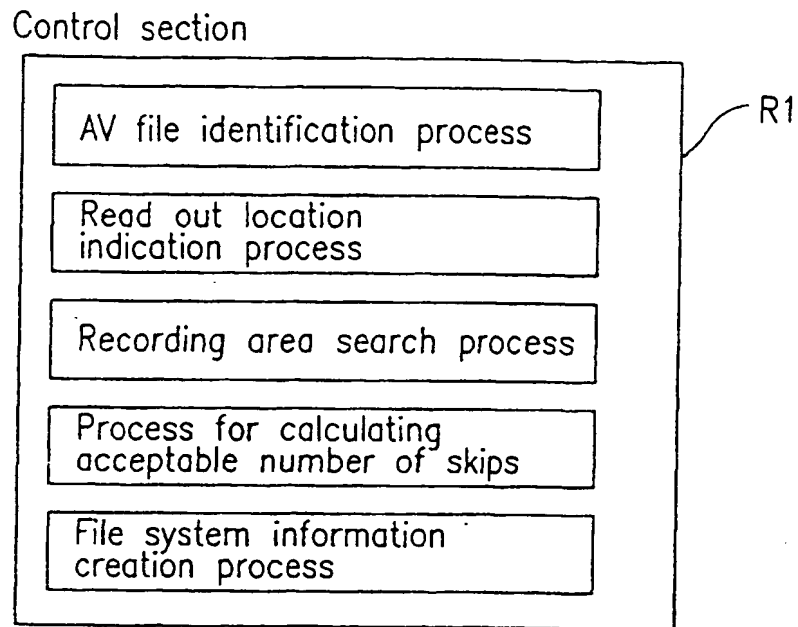 Control section
R1
AV file identification process
Read out location
indication process
Recording area search process
Process for calculating
acceptable number of skips
File system information
creation process